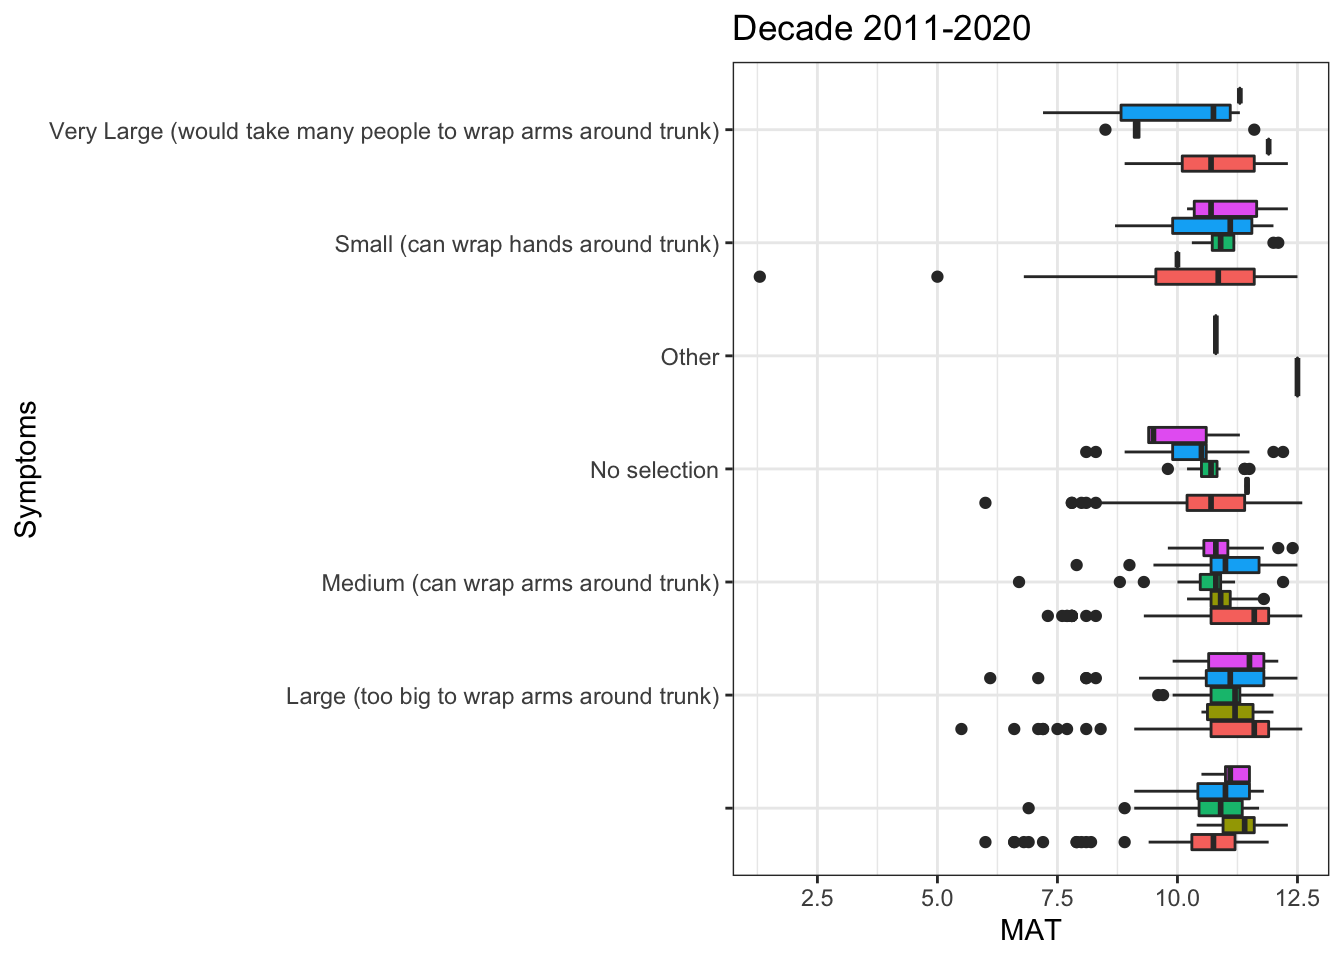 Decade 2011-2020
Very Large (would take many people to wrap arms around trunk)
Small (can wrap hands around trunk)
Other
No selection
Medium (can wrap arms around trunk)
Large (too big to wrap arms around trunk)
Symptoms
2.5 5.0 7.5 10.0 12.5
MAT